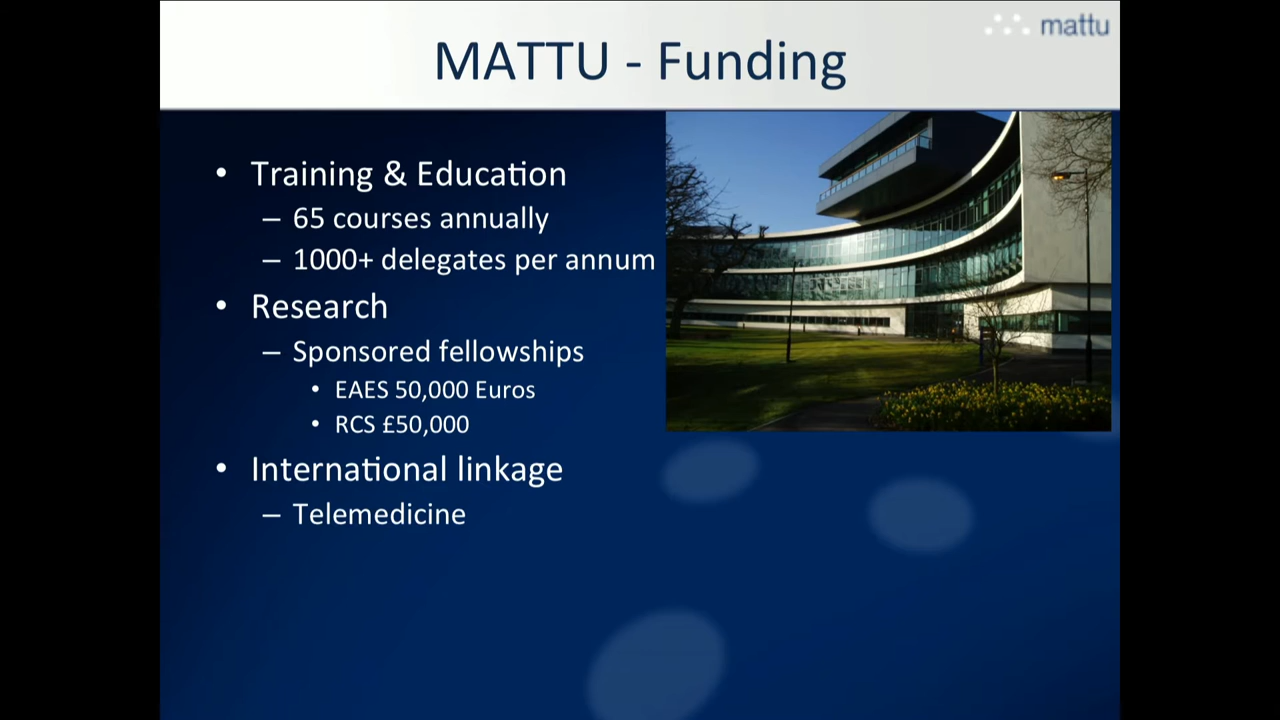 mattu
MATTU - Funding
• Training & Education
– 65 courses annually
– 1000+ delegates per annum
• Research
– Sponsored fellowships
• EAES 50,000 Euros
• RCS £50,000
• International linkage
– Telemedicine